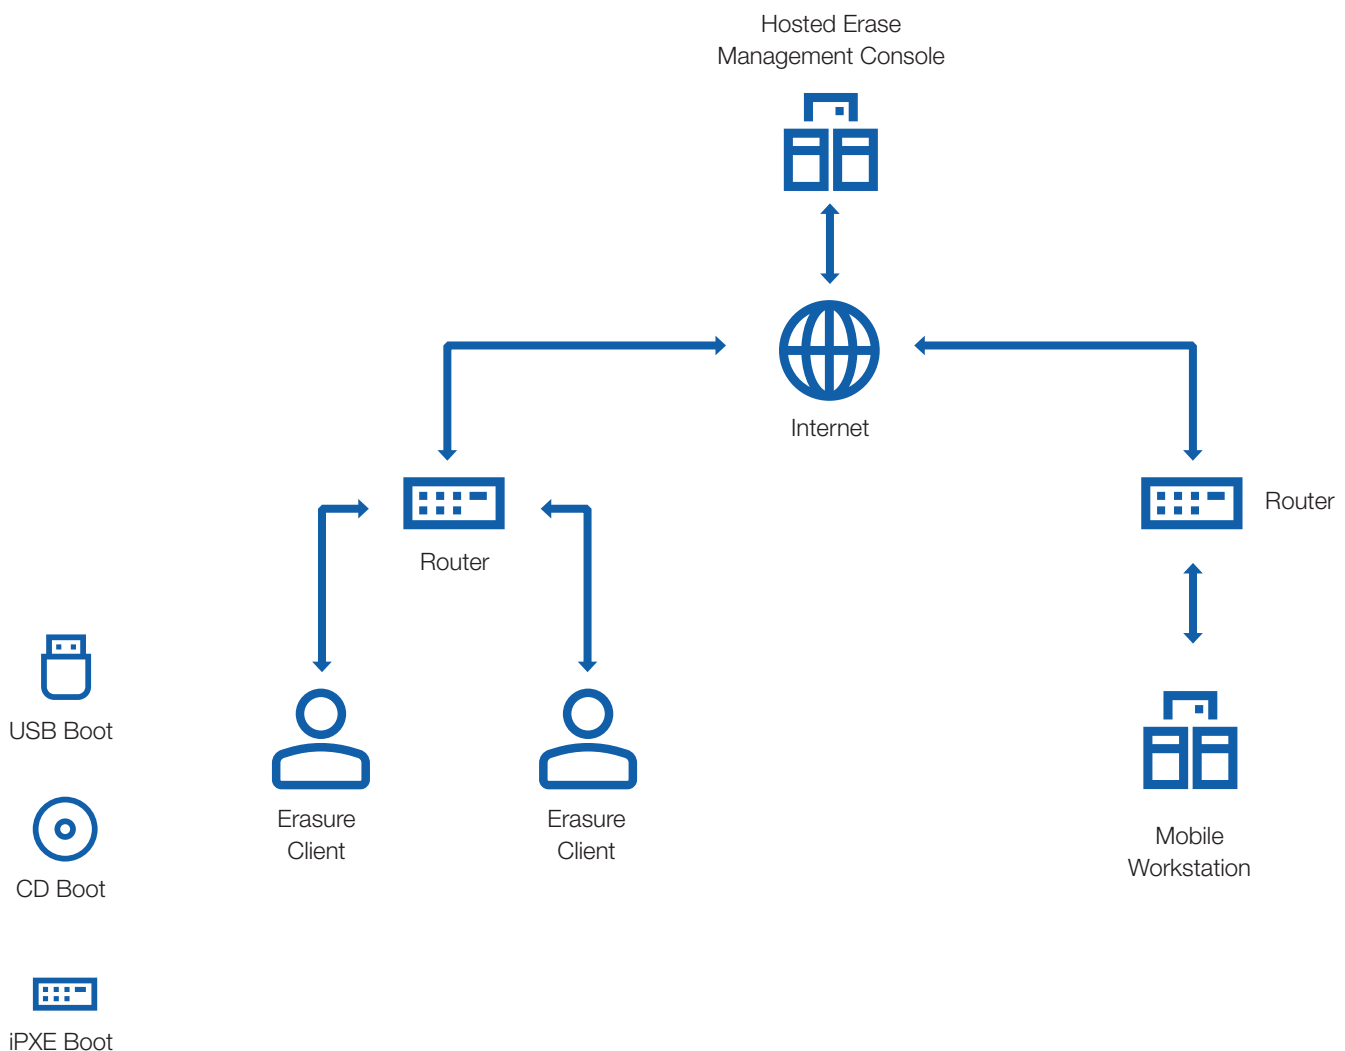 Hosted Erase
Management Console
Internet
Router
Router
USB Boot
Erasure
Client
Erasure
Client
Mobile
Workstation
CD Boot
iPXE Boot